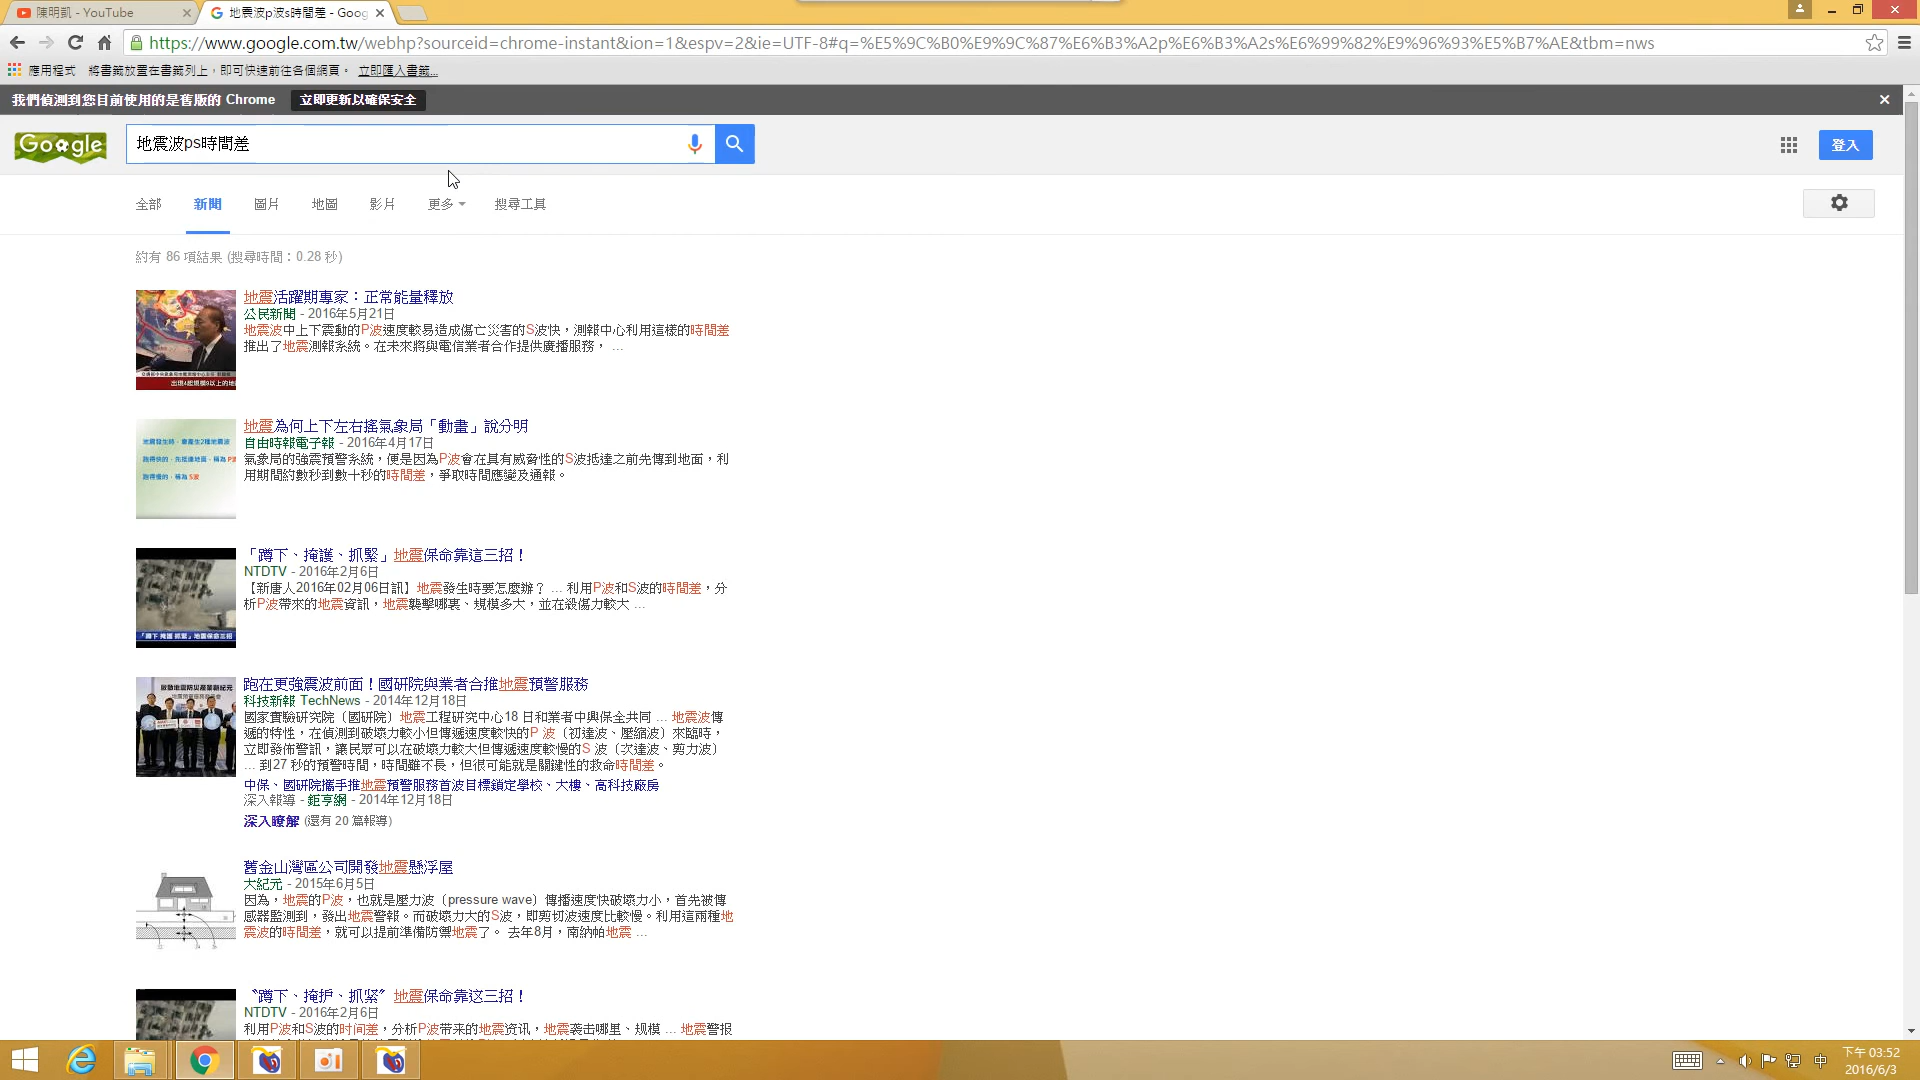 陳明凱 - YouTube
地震波p波s時間差 - Goog
https://www.google.com.tw/webhp?sourceid=chrome-instant&ion=1&espv=2&ie=UTF-8#q=%E5%9C%B0%E9%9C%87%E6%B3%A2p%E6%B3%A2s%E6%99%82%E9%96%93%E5%B7%AE&tbm=nws
應用程式 將書籤放置在書籤列上，即可快速前往各個網頁。 立即匯入書籤...
我們偵測到您目前使用的是舊版的 Chrome 立即更新以確保安全
Google 地震波ps時間差
登入
全部 新聞 圖片 地圖 影片 更多 搜尋工具
約有 86 項結果 (搜尋時間：0.28 秒)
地震活躍期專家：正常能量釋放
公民新聞 - 2016年5月21日
地震波中上下震動的P波速度較易造成傷亡災害的S波快，測報中心利用這樣的時間差
推出了地震測報系統。在未來將與電信業者合作提供廣播服務， ...
地震為何上下左右搖氣象局「動畫」說分明
自由時報電子報 - 2016年4月17日
氣象局的強震預警系統，便是因為P波會在具有威脅性的S波抵達之前先傳到地面，利
用期間約數秒到數十秒的時間差，爭取時間應變及通報。
「蹲下、掩護、抓緊」地震保命靠這三招！
NTDTV - 2016年2月6日
【新唐人2016年02月06日訊】地震發生時要怎麼辦？ ... 利用P波和S波的時間差，分
析P波帶來的地震資訊，地震襲擊哪裏、規模多大，並在殺傷力較大 ...
「蹲下 掩護 抓緊」地震保命三招
跑在更強震波前面！國研院與業者合推地震預警服務
科技新報 TechNews - 2014年12月18日
國家實驗研究院（國研院）地震工程研究中心18 日和業者中興保全共同 ... 地震波傳
遞的特性，在偵測到破壞力較小但傳遞速度較快的P 波（初達波、壓縮波）來臨時，
立即發佈警訊，讓民眾可以在破壞力較大但傳遞速度較慢的S 波（次達波、剪力波）
... 到27 秒的預警時間，時間雖不長，但很可能就是關鍵性的救命時間差。
中保、國研院攜手推地震預警服務首波目標鎖定學校、大樓、高科技廠房
深入報導 - 鉅亨網 - 2014年12月18日
深入瞭解 (還有 20 篇報導)
舊金山灣區公司開發地震懸浮屋
大紀元 - 2015年6月5日
因為，地震的P波，也就是壓力波（pressure wave）傳播速度快破壞力小，首先被傳
感器監測到，發出地震警報。而破壞力大的S波，即剪切波速度比較慢。利用這兩種地
震波的時間差，就可以提前準備防禦地震了。 去年8月，南納帕地震 ...
〝蹲下、掩护、抓紧〞地震保命靠这三招！
NTDTV - 2016年2月6日
利用P波和S波的时间差，分析P波带来的地震资讯，地震袭击哪里、规模 ... 地震警报
中
下午 03:52
2016/6/3